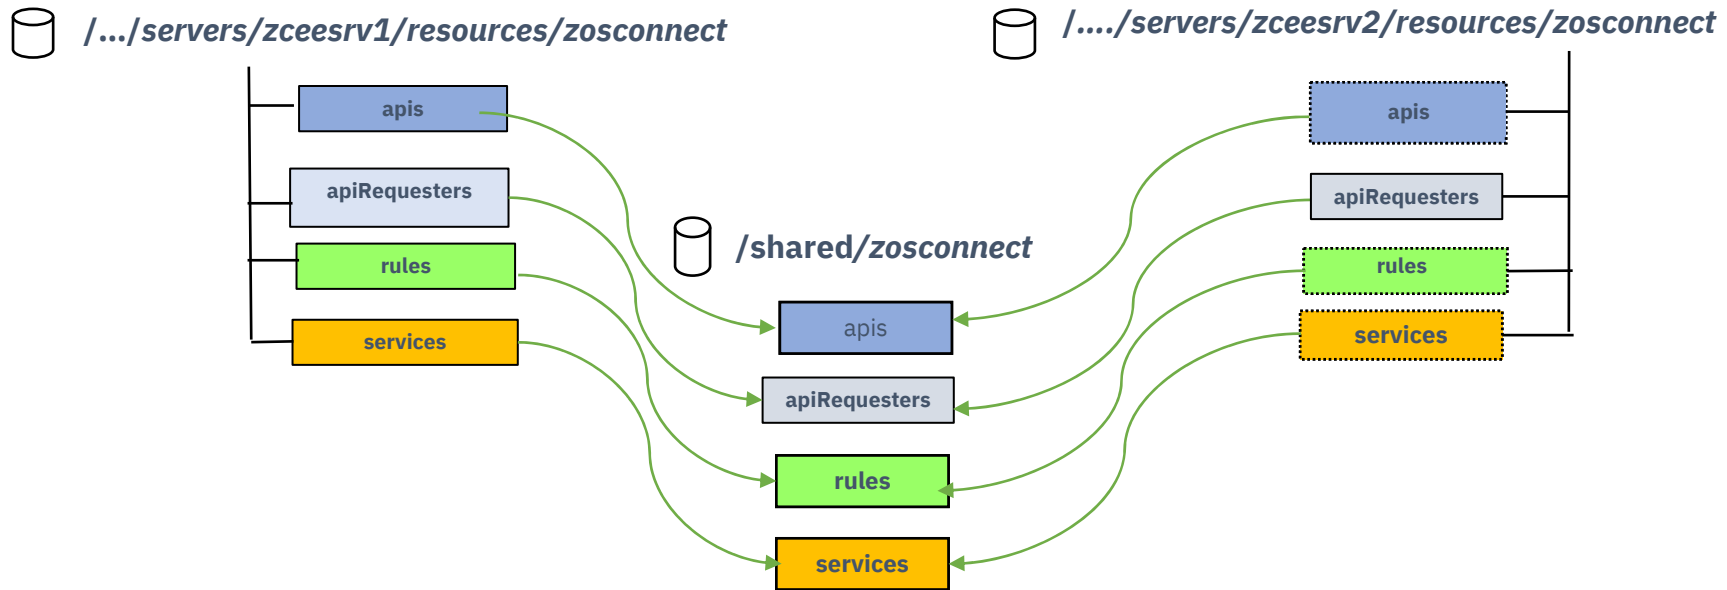 /.../servers/zceesrv1/resources/zosconnect
apis
apiRequesters
rules
services
/shared/zosconnect
apis
apiRequesters
rules
services
/..../servers/zceesrv2/resources/zosconnect
apis
apiRequesters
rules
services